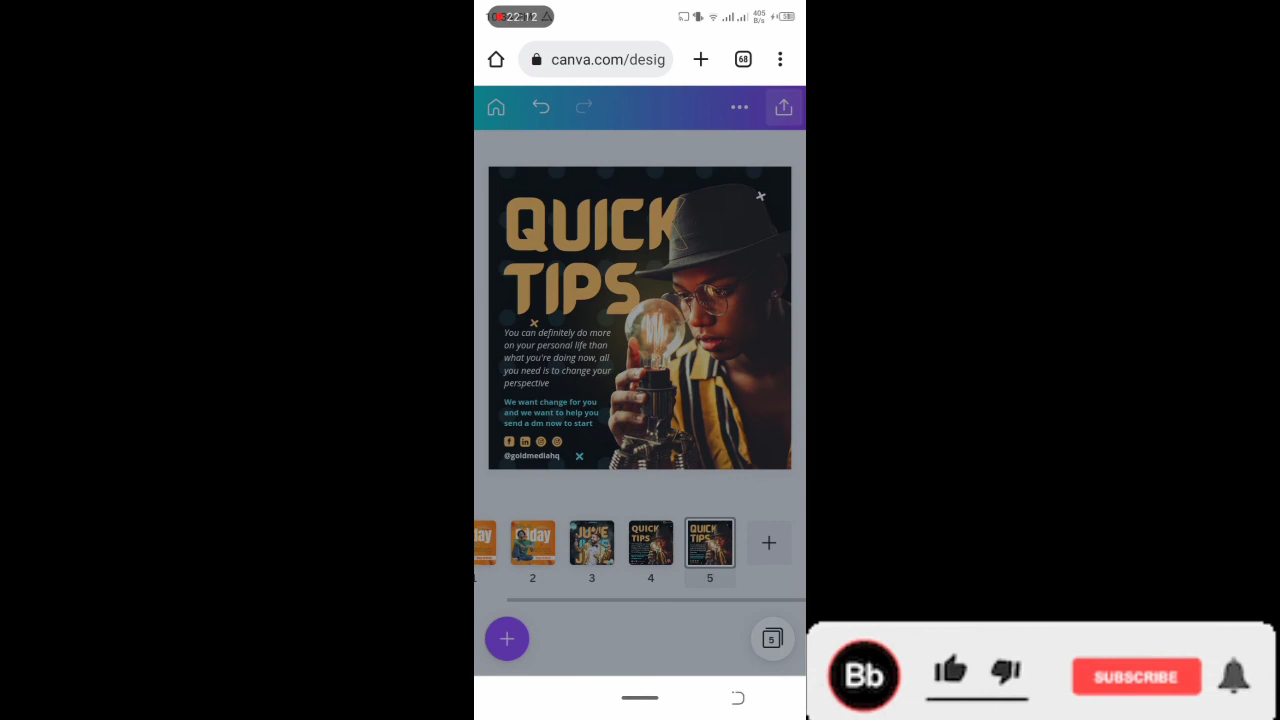 22:12
405
B/s
canva.com/desig
68
QUICK
TIPS
You can definitely do more
on your personal life than
what you're doing now, all
you need is to change your
perspective
We want change for you
and we want to help you
send a dm now to start
@goldmediahq
day
Friday
JUNE
QUICK
TIPS
QUICK
TIPS
1
2
3
4
5
5
Bb
SUBSCRIBE